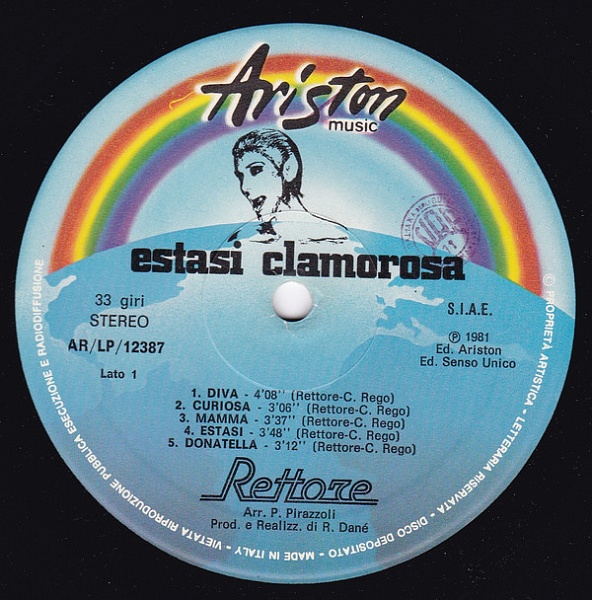 Ariston
music
estasi clamorosa
33 giri
STEREO
AR/LP/12387
Lato 1
S.I.A.E.
℗ 1981
Ed. Ariston
Ed. Senso Unico
1. DIVA - 4'08'' (Rettore-C. Rego)
2. CURIOSA - 3'06'' (Rettore-C. Rego)
3. MAMMA - 3'37'' (Rettore-C. Rego)
4. ESTASI - 3'48'' (Rettore-C. Rego)
5. DONATELLA - 3'12'' (Rettore-C. Rego)
Rettore
Arr. P. Pirazzoli
Prod. e Realizz. di R. Dané
© PROPRIETÀ ARTISTICA - LETTERARIA RISERVATA - DISCO DEPOSITATO - MADE IN ITALY - VIETATA RIPRODUZIONE PUBBLICA ESECUZIONE E RADIODIFFUSIONE